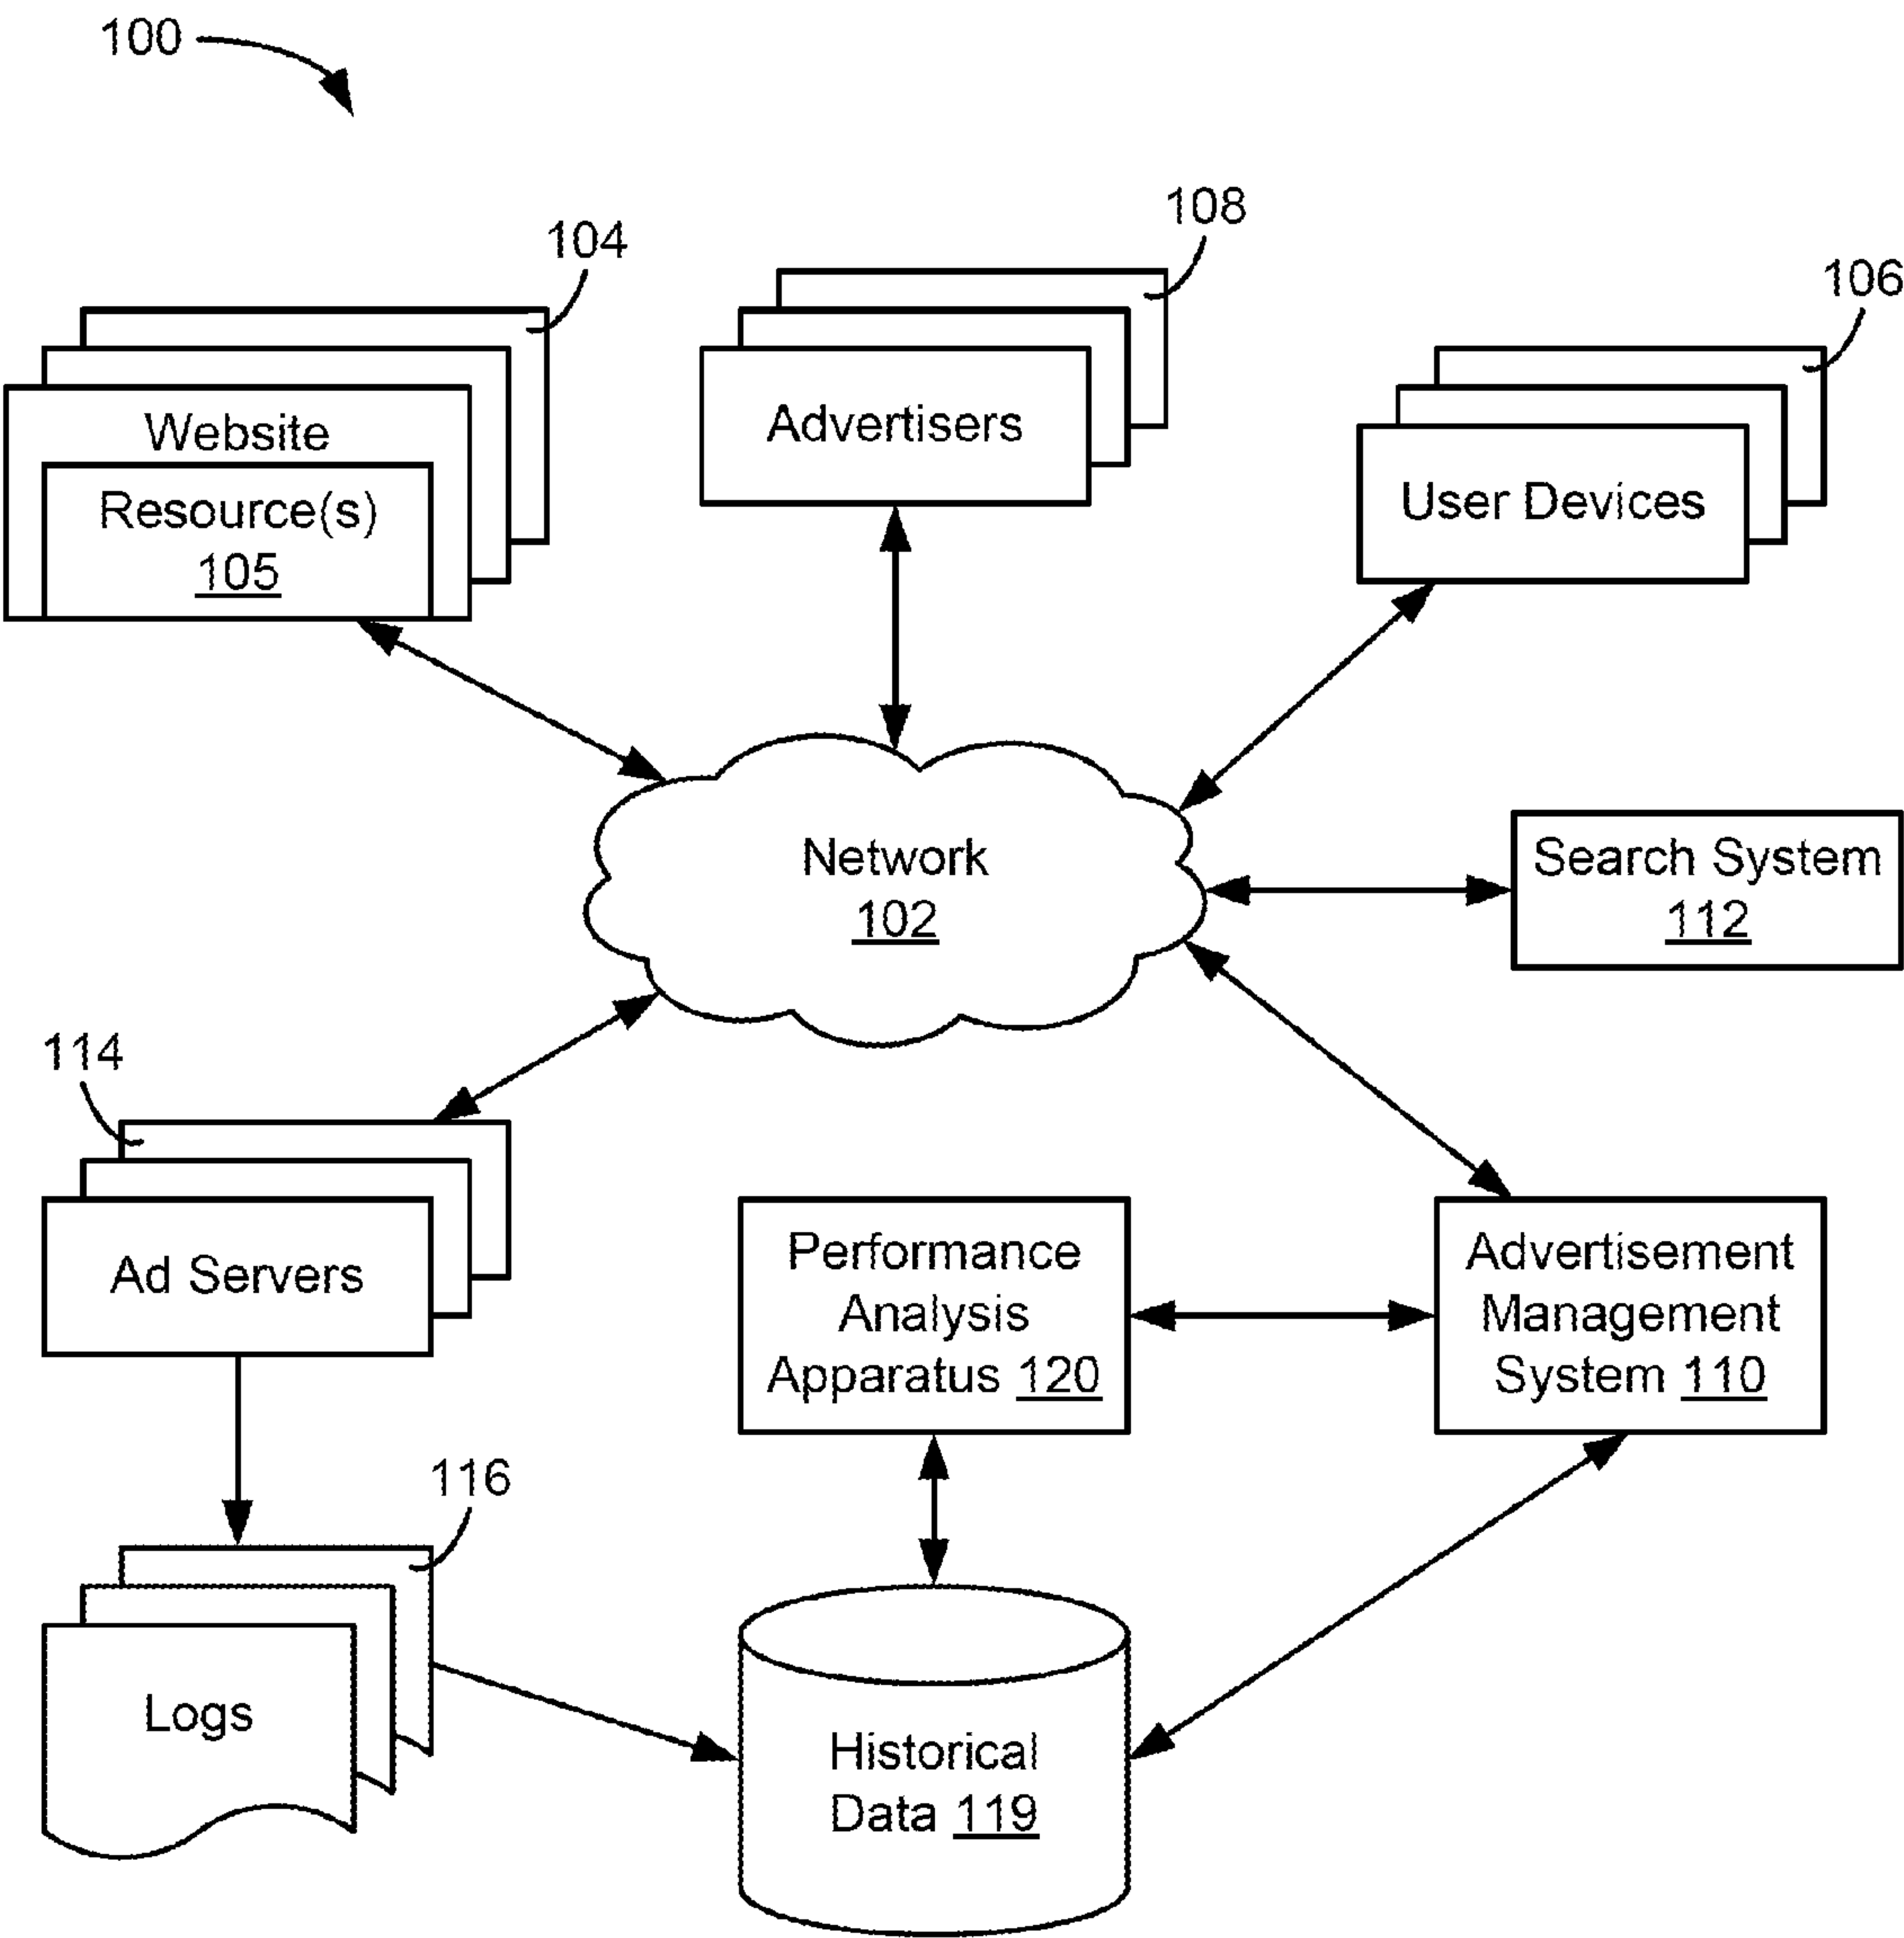 100
108
104
106
Website
Resource(s)
105
Advertisers
User Devices
Network
102
Search System
112
114
Ad Servers
Performance
Analysis
Apparatus 120
Advertisement
Management
System 110
116
Logs
Historical
Data 119